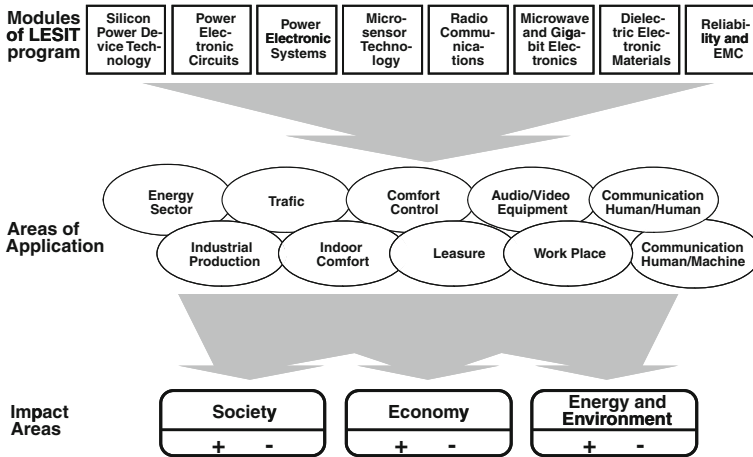 Modules
of LESIT
program
Silicon
Power De-
vice Tech-
nology
Power
Elec-
tronic
Circuits
Power
Electronic
Systems
Micro-
sensor
Techno-
logy
Radio
Commu-
nica-
tions
Microwave
and Giga-
bit Elec-
tronics
Dielec-
tric Elec-
tronic
Materials
Reliabi-
lity and
EMC
Areas of
Application
Energy
Sector
Trafic
Comfort
Control
Audio/Video
Equipment
Communication
Human/Human
Industrial
Production
Indoor
Comfort
Leasure
Work Place
Communication
Human/Machine
Impact
Areas
Society
+ -
Economy
+ -
Energy and
Environment
+ -